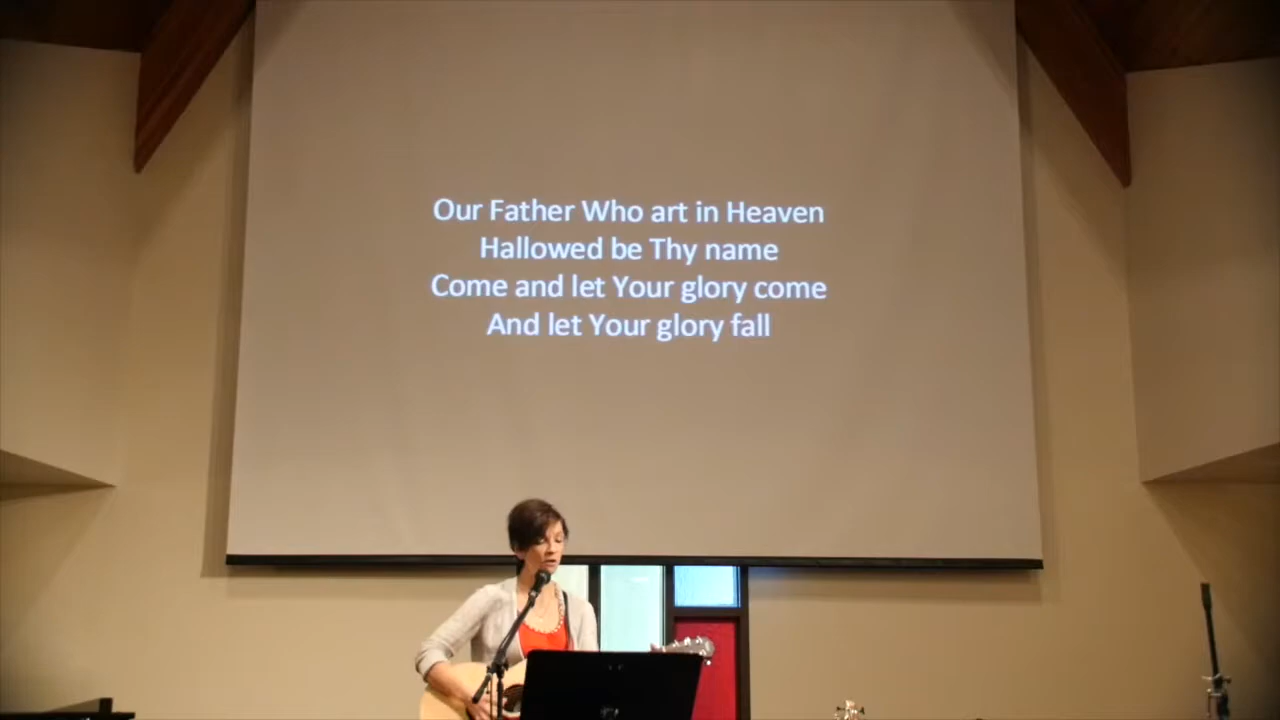 Our Father Who art in Heaven
Hallowed be Thy name
Come and let Your glory come
And let Your glory fall